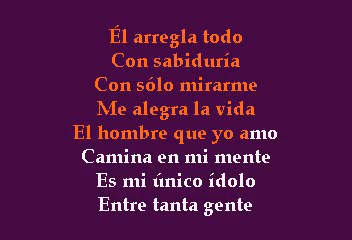 Él arregla todo
Con sabiduría
Con sólo mirarme
Me alegra la vida
El hombre que yo amo
Camina en mi mente
Es mi único ídolo
Entre tanta gente